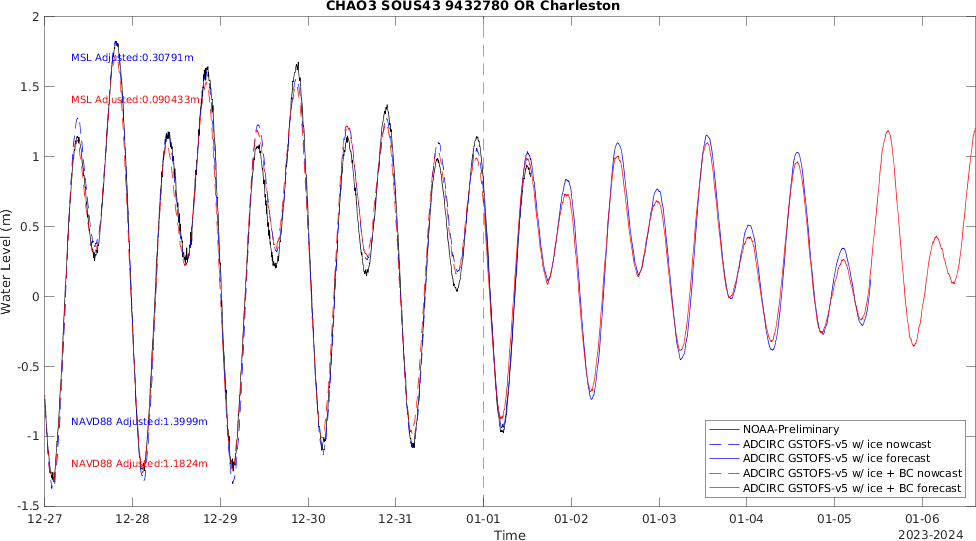 CHAO3 SOUS43 9432780 OR Charleston
2
1.5
1
0.5
0
-0.5
-1
-1.5
Water Level (m)
MSL Adjusted:0.30791m
MSL Adjusted:0.090433m
NAVD88 Adjusted:1.3999m
NAVD88 Adjusted:1.1824m
NOAA-Preliminary
ADCIRC GSTOFS-v5 w/ ice nowcast
ADCIRC GSTOFS-v5 w/ ice forecast
ADCIRC GSTOFS-v5 w/ ice + BC nowcast
ADCIRC GSTOFS-v5 w/ ice + BC forecast
12-27 12-28 12-29 12-30 12-31 01-01 01-02 01-03 01-04 01-05 01-06
Time
2023-2024